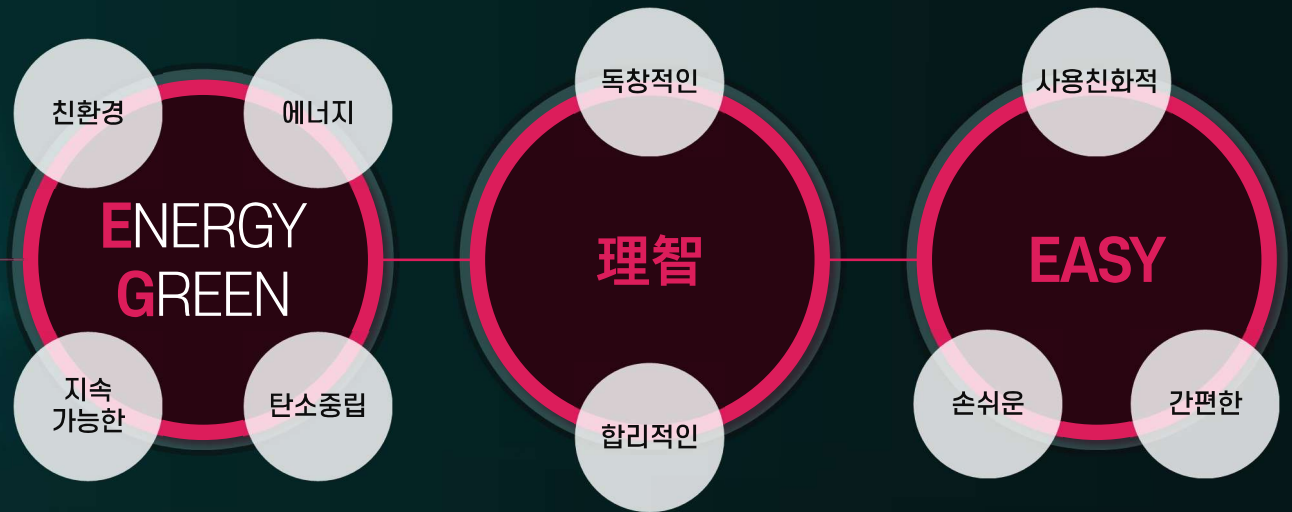 친환경
에너지
ENERGY
GREEN
지속
가능한
탄소중립
독창적인
理智
합리적인
사용친화적
EASY
손쉬운
간편한